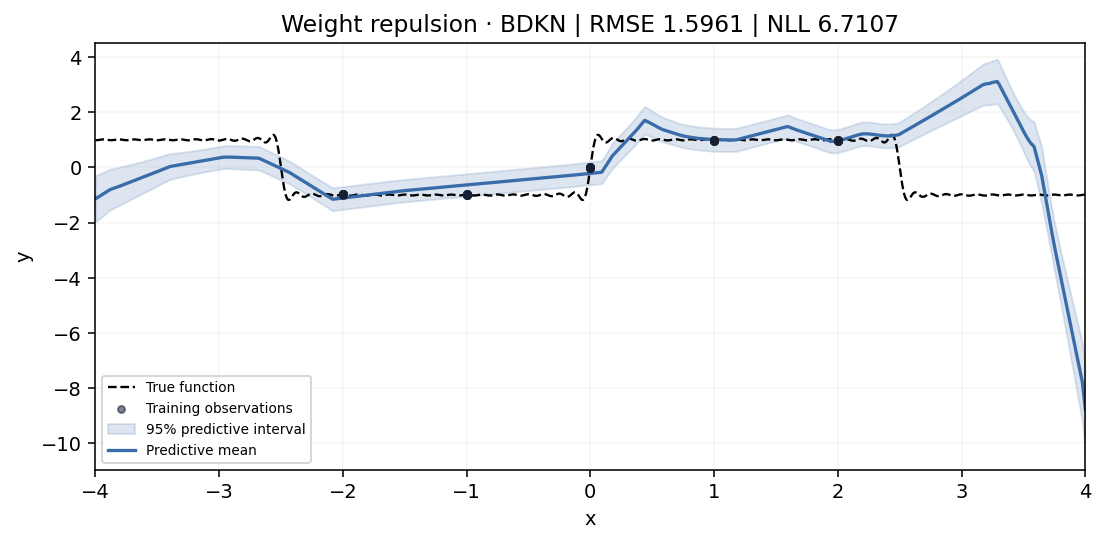 Weight repulsion · BDKN | RMSE 1.5961 | NLL 6.7107
4
2
0
−2
−4
−6
−8
−10
y
True function
Training observations
95% predictive interval
Predictive mean
−4
−3
−2
−1
0
1
2
3
4
x